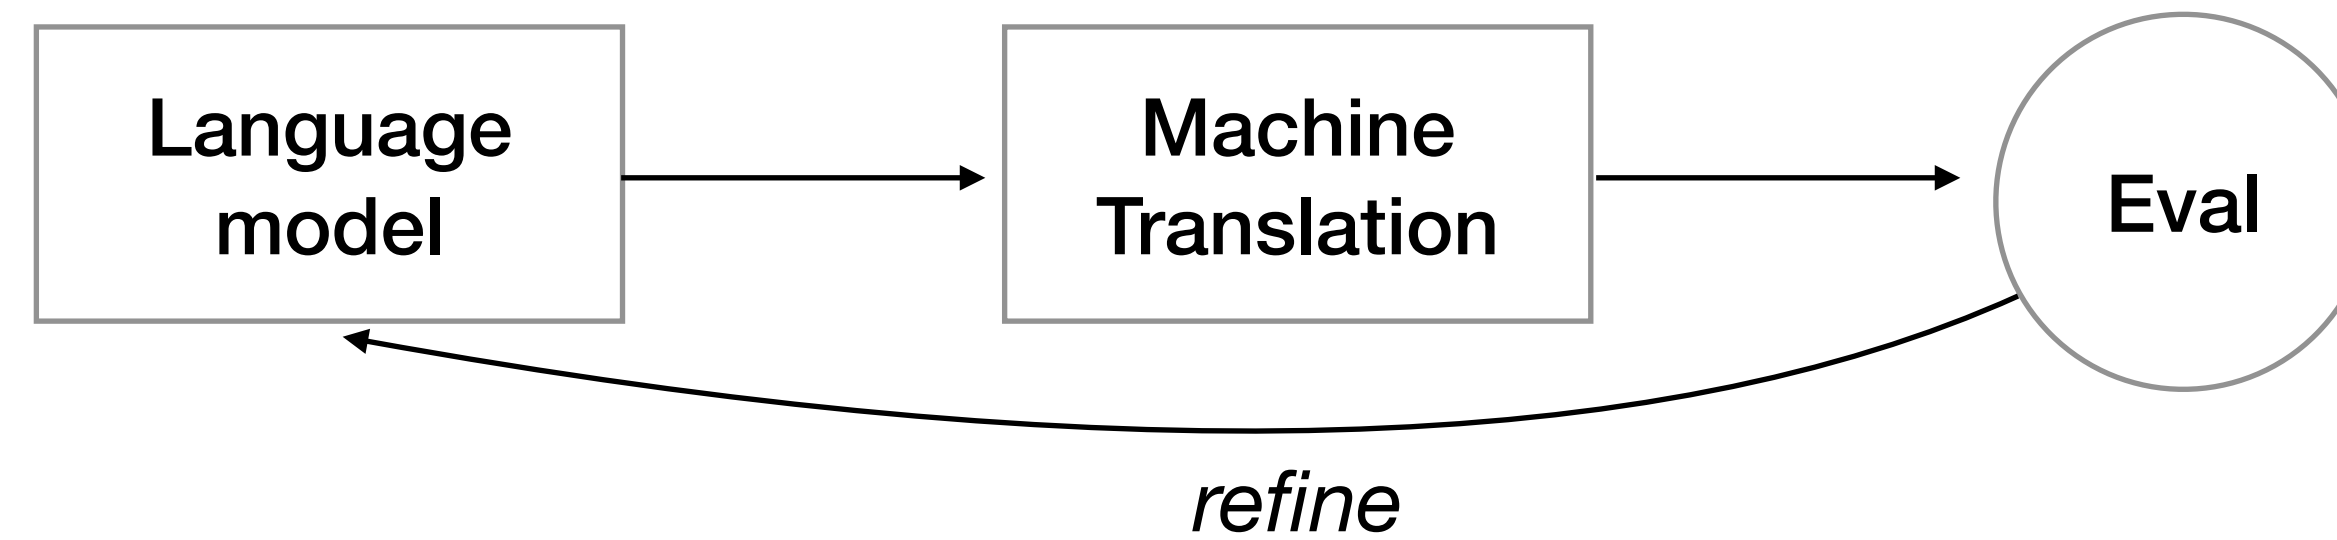 Language
model
Machine
Translation
Eval
refine